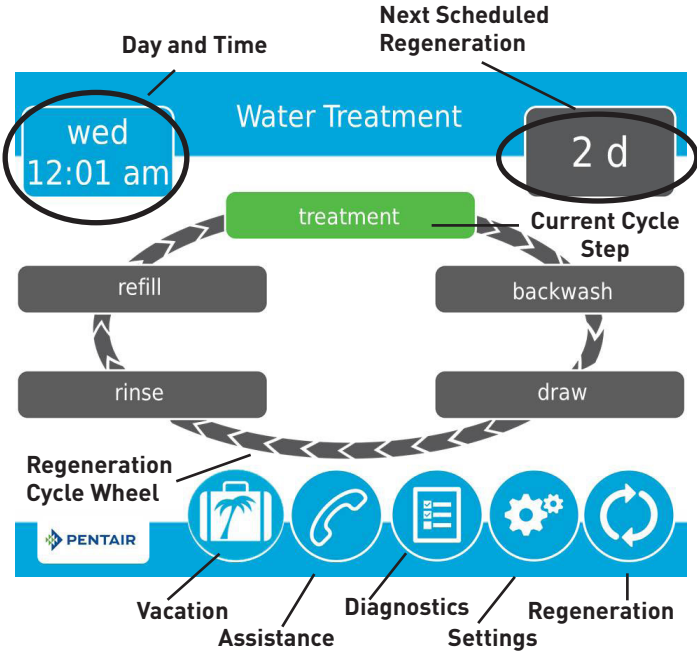 Next Scheduled
Regeneration
Day and Time
wed
12:01 am
Water Treatment
2 d
treatment
Current Cycle
Step
refill
backwash
rinse
draw
Regeneration
Cycle Wheel
PENTAIR
Vacation
Assistance
Diagnostics
Settings
Regeneration